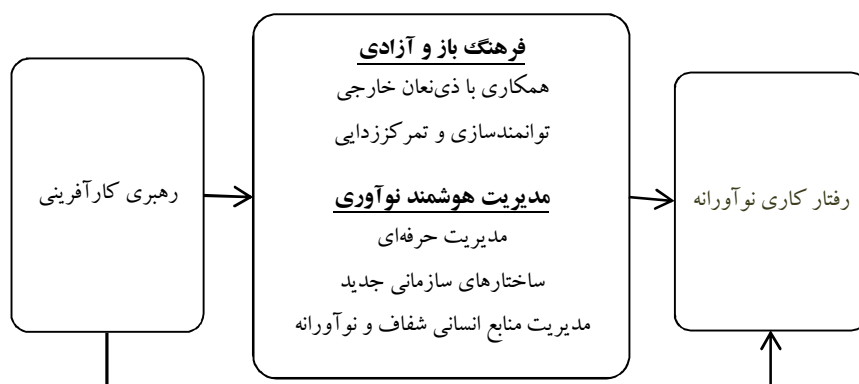 رهبری کارآفرینی
فرهنگ باز و آزادی
همکاری با ذی‌نعان خارجی
توانمندسازی و تمرکززدایی
مدیریت هوشمند نوآوری
مدیریت حرفه‌ای
ساختارهای سازمانی جدید
مدیریت منابع انسانی شفاف و نوآورانه
رفتار کاری نوآورانه